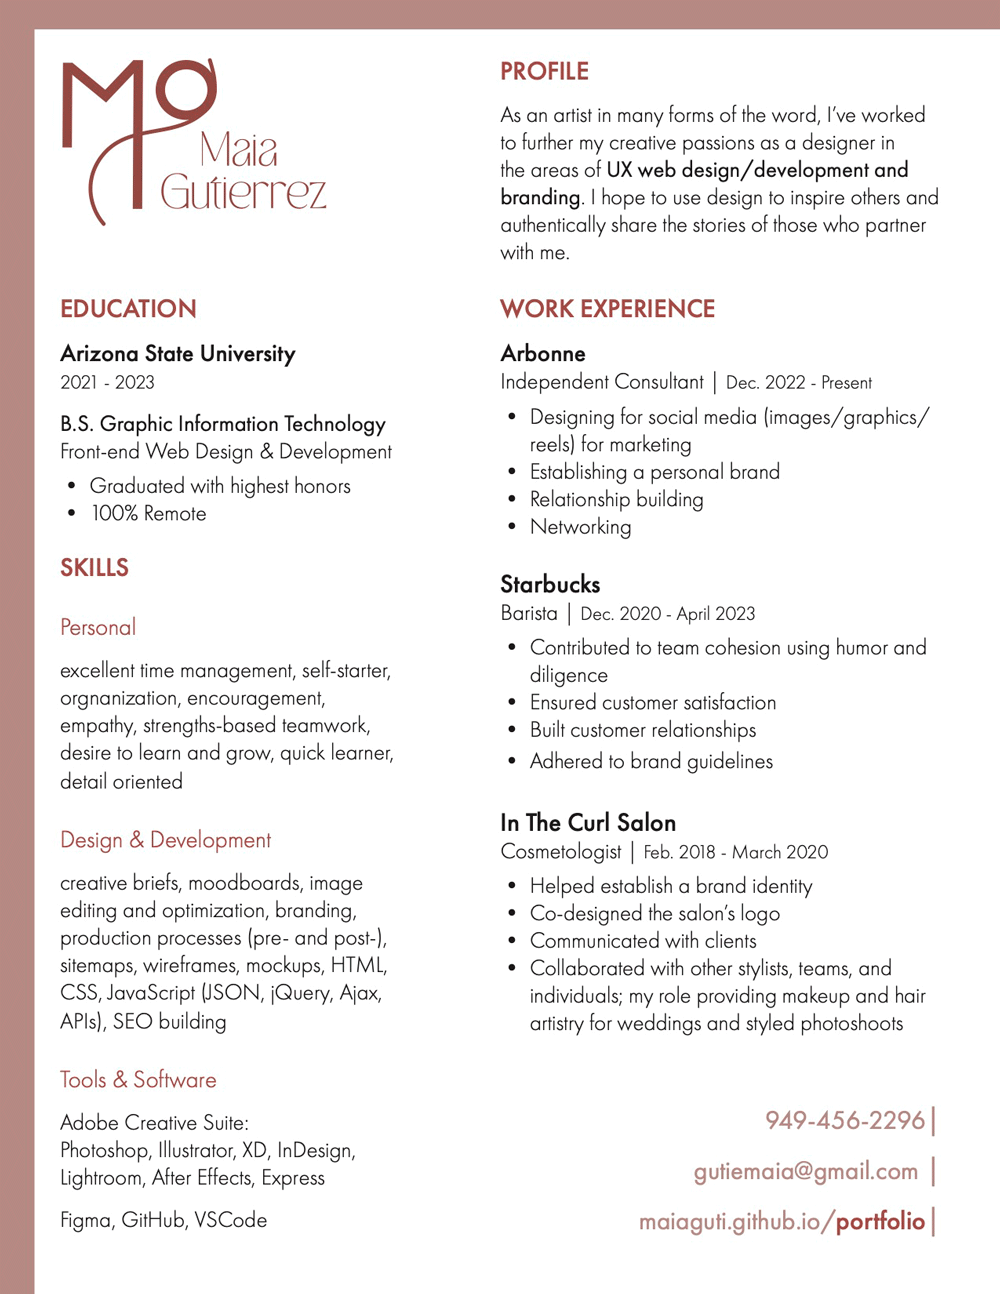 Ma
Maia
Gutierrez
PROFILE
As an artist in many forms of the word, I’ve worked
to further my creative passions as a designer in
the areas of UX web design/development and
branding. I hope to use design to inspire others and
authentically share the stories of those who partner
with me.
EDUCATION
Arizona State University
2021 - 2023
B.S. Graphic Information Technology
Front-end Web Design & Development
• Graduated with highest honors
• 100% Remote
SKILLS
Personal
excellent time management, self-starter,
orgnanization, encouragement,
empathy, strengths-based teamwork,
desire to learn and grow, quick learner,
detail oriented
Design & Development
creative briefs, moodboards, image
editing and optimization, branding,
production processes (pre- and post-),
sitemaps, wireframes, mockups, HTML,
CSS, JavaScript (JSON, jQuery, Ajax,
APIs), SEO building
Tools & Software
Adobe Creative Suite:
Photoshop, Illustrator, XD, InDesign,
Lightroom, After Effects, Express
Figma, GitHub, VSCode
WORK EXPERIENCE
Arbonne
Independent Consultant | Dec. 2022 - Present
• Designing for social media (images/graphics/
reels) for marketing
• Establishing a personal brand
• Relationship building
• Networking
Starbucks
Barista | Dec. 2020 - April 2023
• Contributed to team cohesion using humor and
diligence
• Ensured customer satisfaction
• Built customer relationships
• Adhered to brand guidelines
In The Curl Salon
Cosmetologist | Feb. 2018 - March 2020
• Helped establish a brand identity
• Co-designed the salon’s logo
• Communicated with clients
• Collaborated with other stylists, teams, and
individuals; my role providing makeup and hair
artistry for weddings and styled photoshoots
949-456-2296|
gutiemaia@gmail.com |
maiaguti.github.io/portfolio|